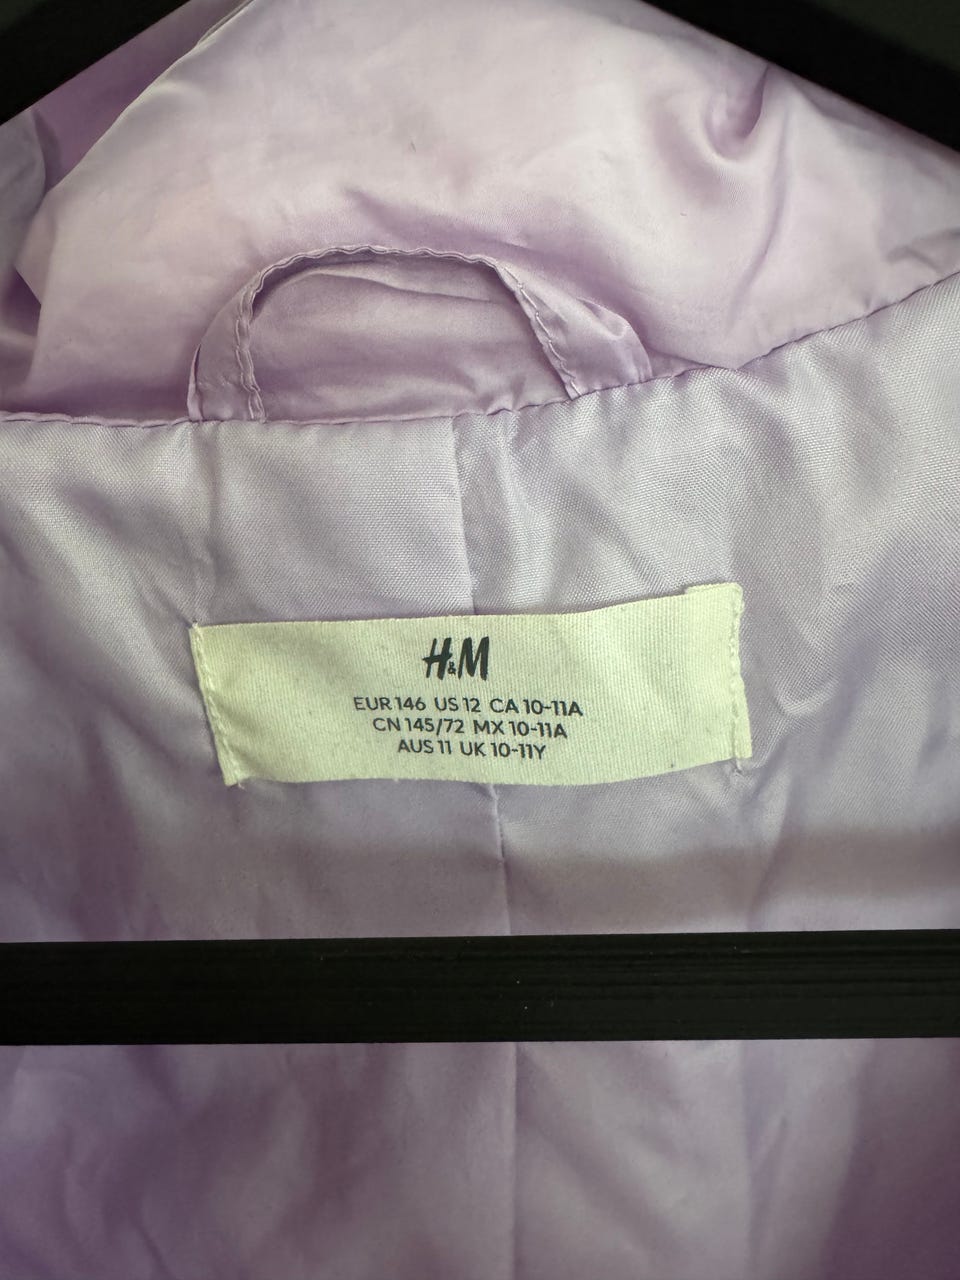 H&M
EUR 146 US 12 CA 10-11A
CN 145/72 MX 10-11A
AUS 11 UK 10-11Y